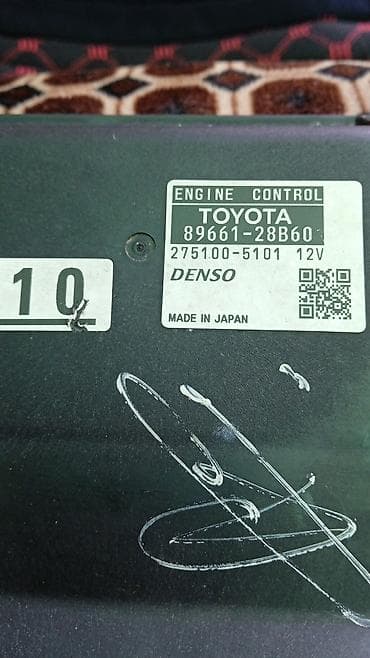 ENGINE CONTROL
TOYOTA
89661-28B60
275100-5101 12V
DENSO
MADE IN JAPAN
10